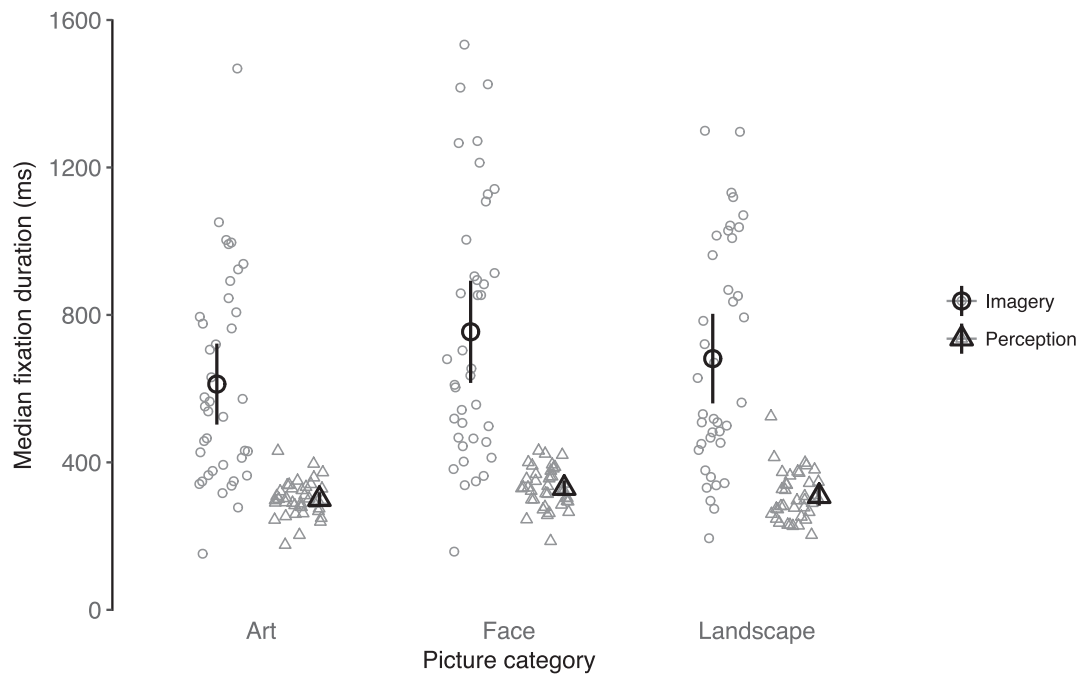 1600
1200
800
400
0
Median fixation duration (ms)
Art
Face
Landscape
Picture category
Imagery
Perception